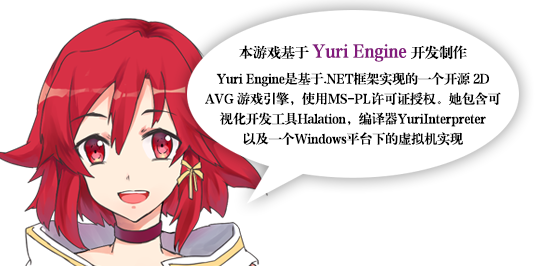 本游戏基于 Yuri Engine 开发制作
Yuri Engine是基于.NET框架实现的一个开源 2D
AVG 游戏引擎，使用MS-PL许可证授权。她包含可
视化开发工具Halation，编译器YuriInterpreter
以及一个Windows平台下的虚拟机实现